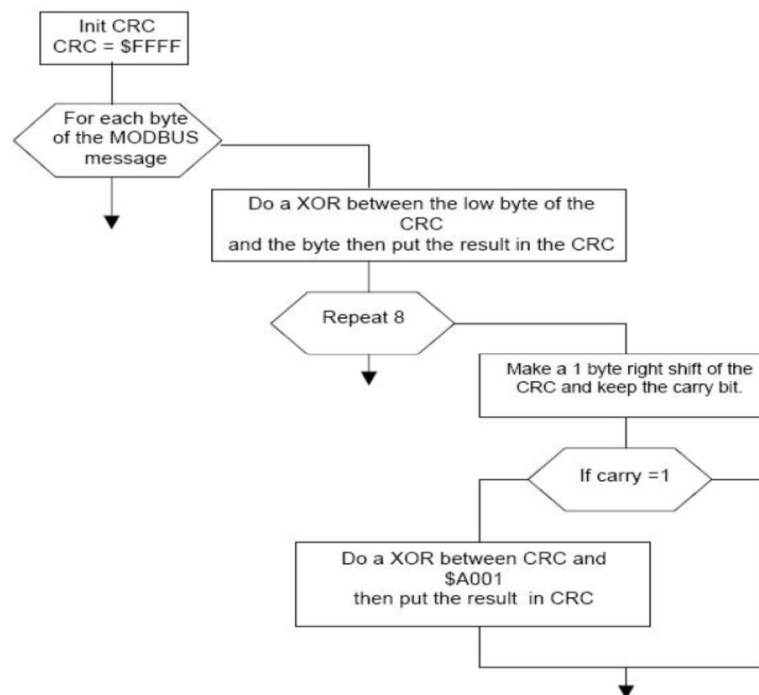 Init CRC
CRC = $FFFF
For each byte
of the MODBUS
message
Do a XOR between the low byte of the
CRC
and the byte then put the result in the CRC
Repeat 8
Make a 1 byte right shift of the
CRC and keep the carry bit.
If carry =1
Do a XOR between CRC and
$A001
then put the result in CRC